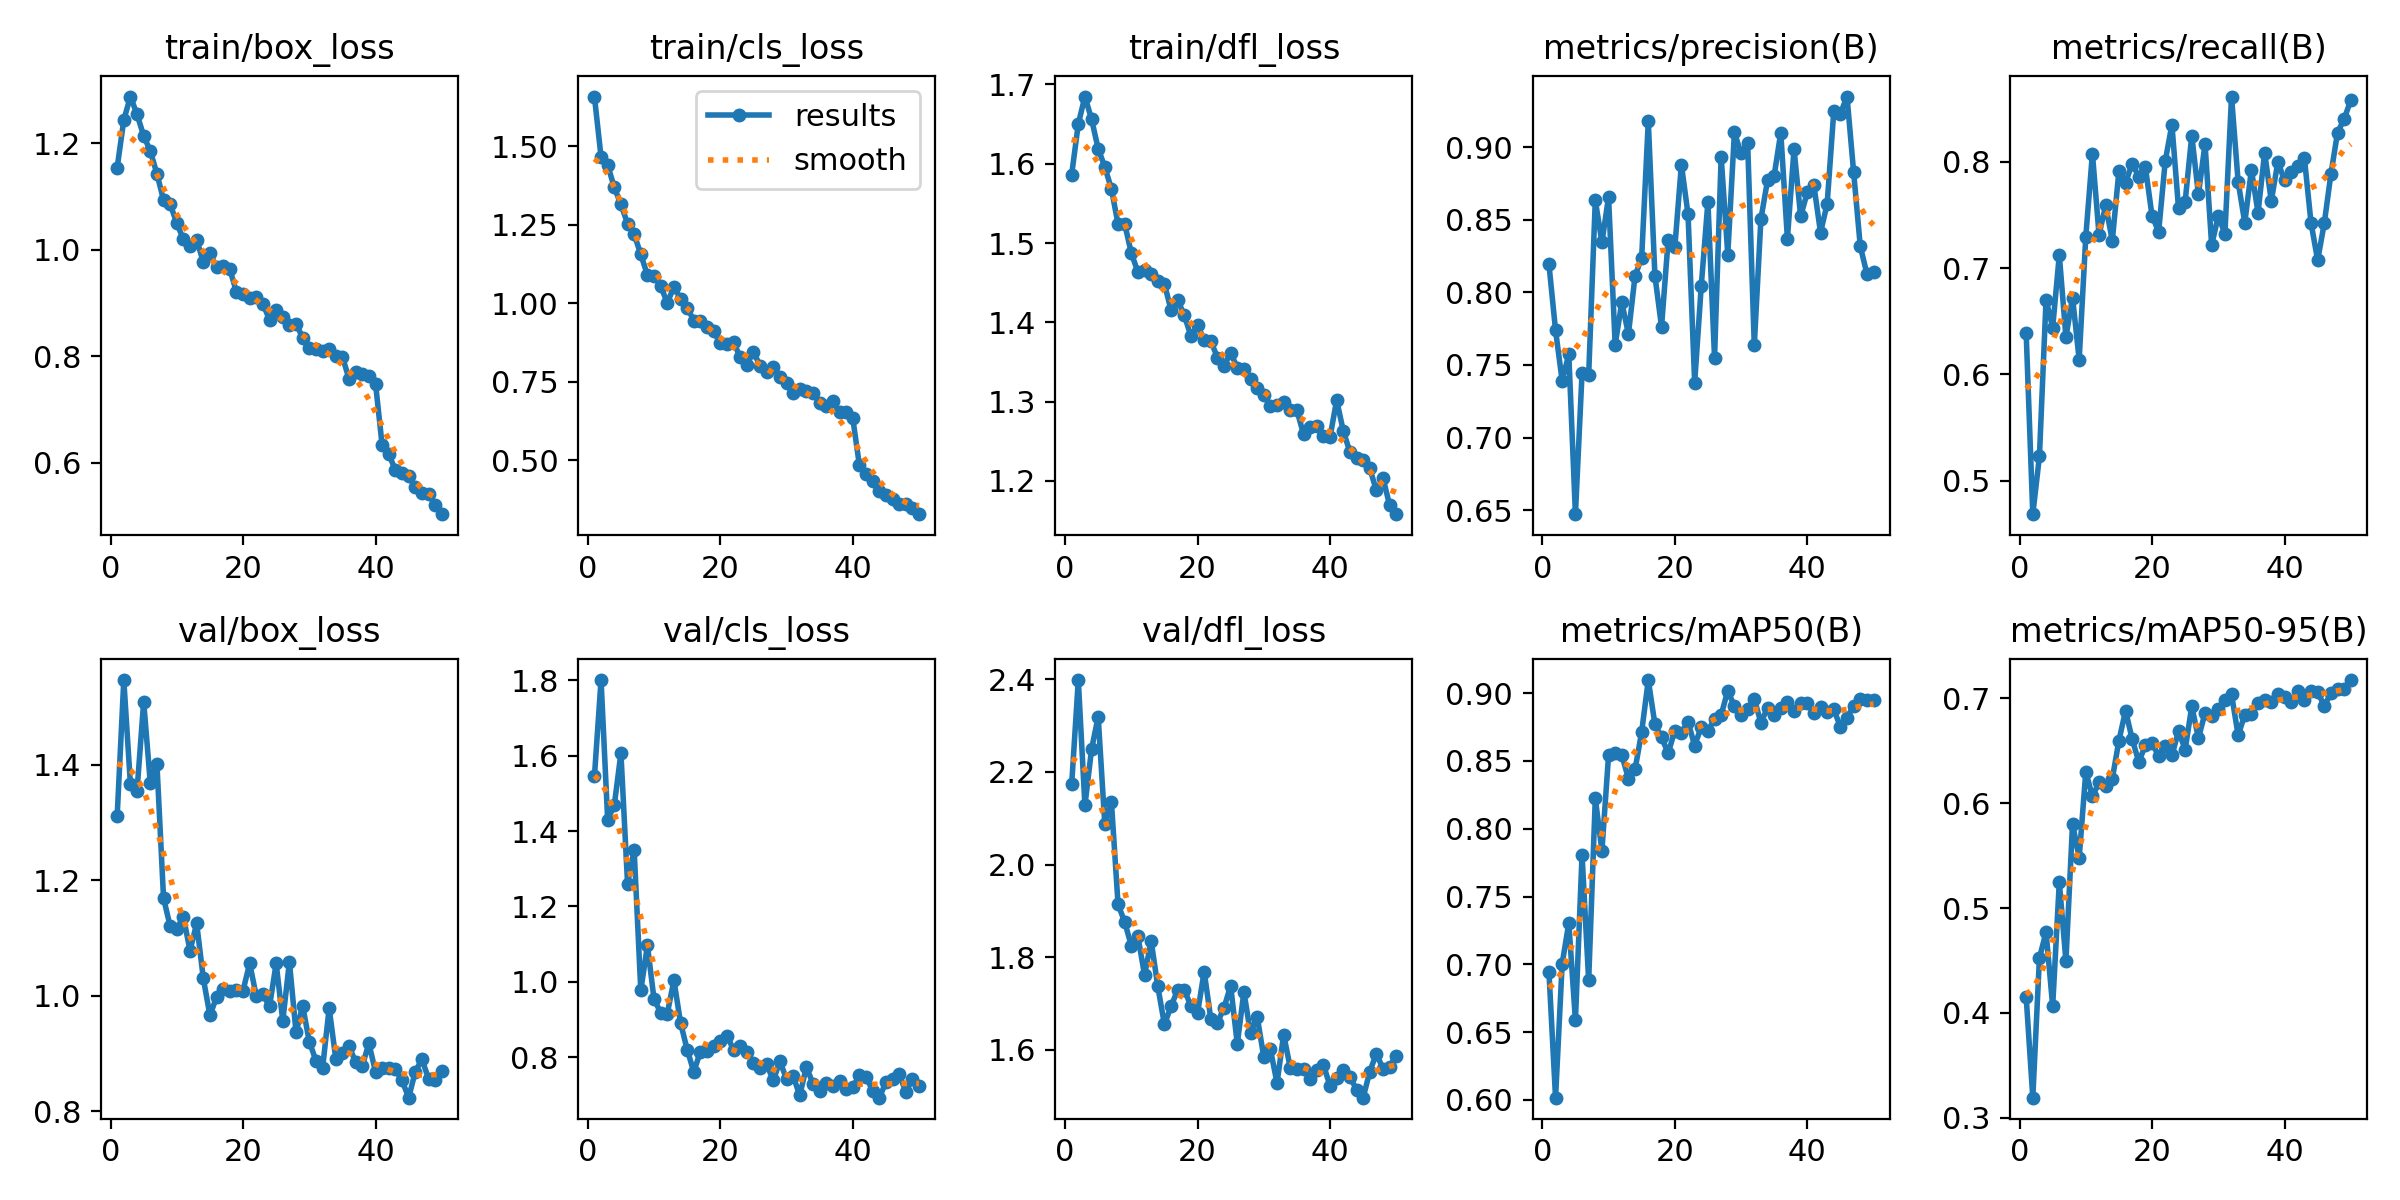 train/box_loss
train/cls_loss
train/dfl_loss
metrics/precision(B)
metrics/recall(B)
results
smooth
1.2
1.0
0.8
0.6
0 20 40
1.50
1.25
1.00
0.75
0.50
0 20 40
1.7
1.6
1.5
1.4
1.3
1.2
0 20 40
0.90
0.85
0.80
0.75
0.70
0.65
0 20 40
0.8
0.7
0.6
0.5
0 20 40
val/box_loss
val/cls_loss
val/dfl_loss
metrics/mAP50(B)
metrics/mAP50-95(B)
1.4
1.2
1.0
0.8
0 20 40
1.8
1.6
1.4
1.2
1.0
0.8
0 20 40
2.4
2.2
2.0
1.8
1.6
0 20 40
0.90
0.85
0.80
0.75
0.70
0.65
0.60
0 20 40
0.7
0.6
0.5
0.4
0.3
0 20 40